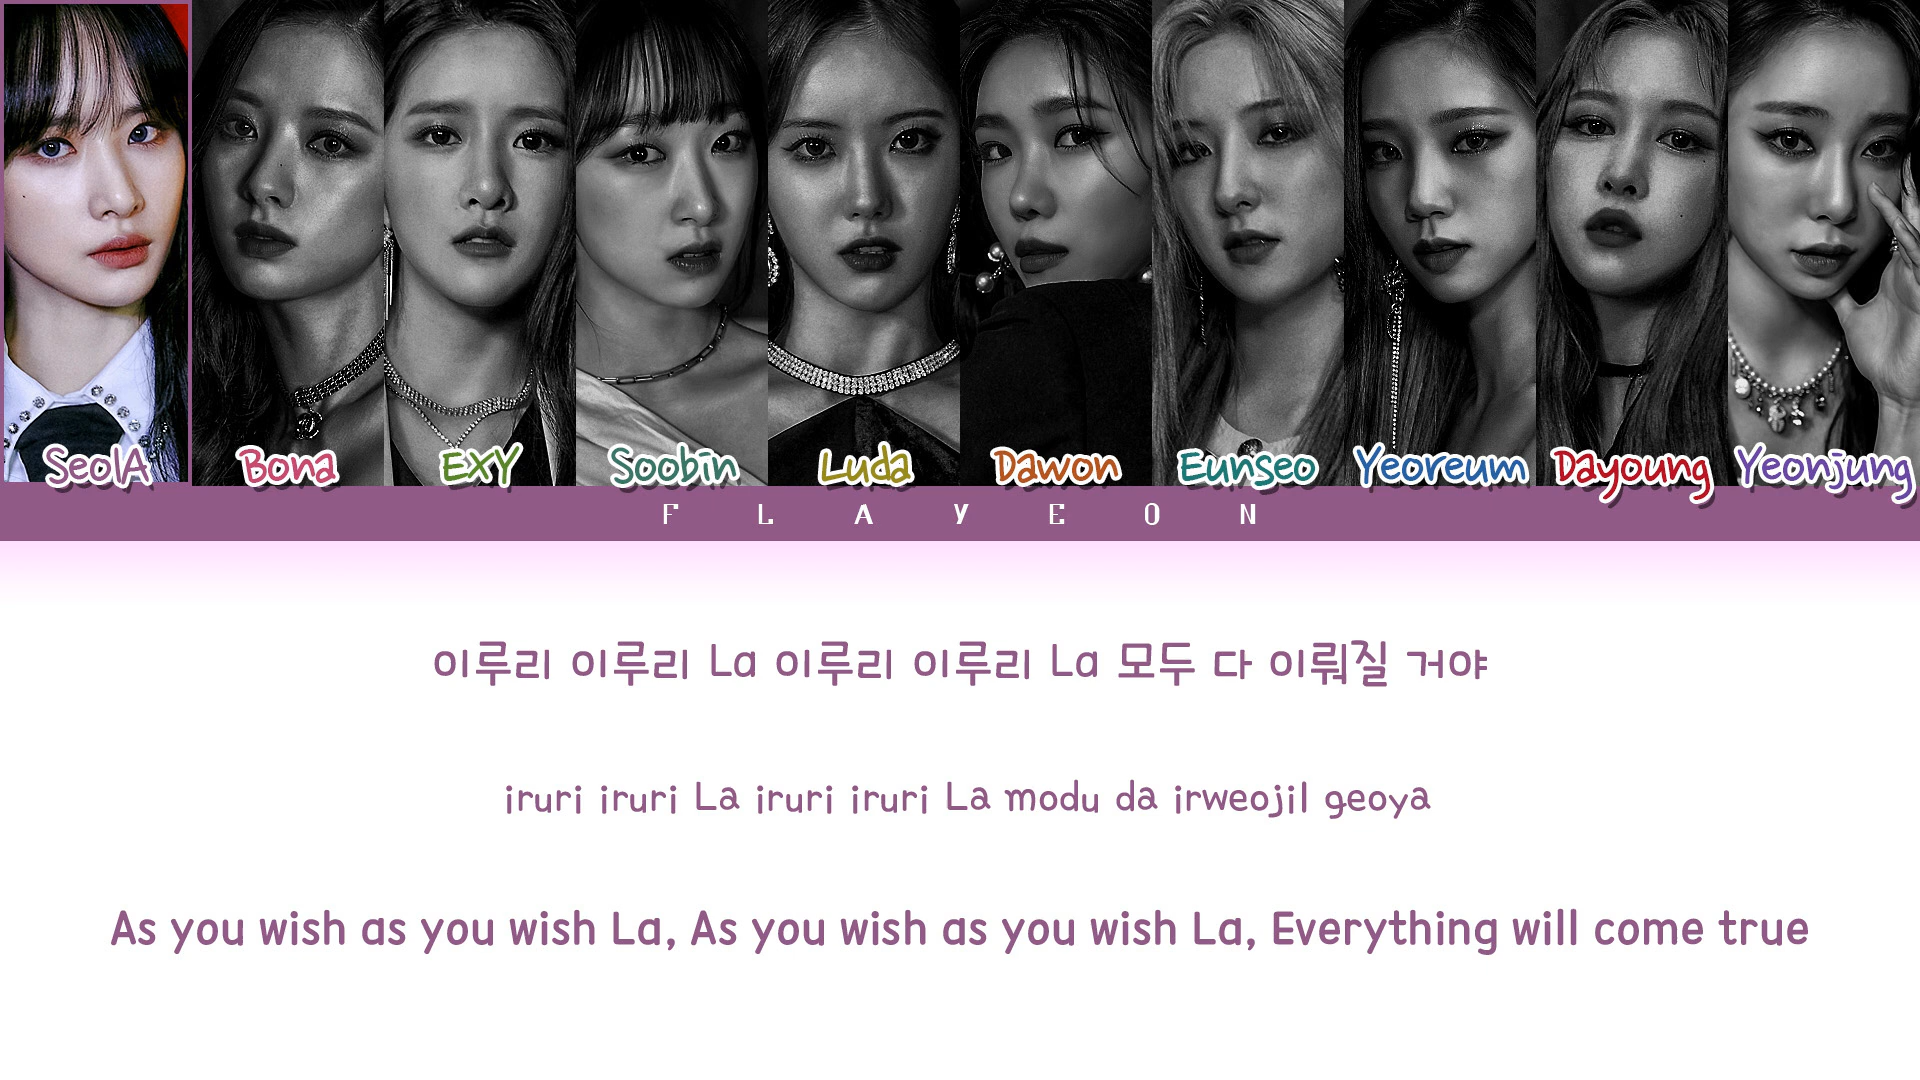 SeolA Bona EXY Soobin Luda Dawon Eunseo Yeoreum Dayoung Yeonjung
FLAYEON
이루리 이루리 La 이루리 이루리 La 모두 다 이뤄질 거야
iruri iruri La iruri iruri La modu da irweojil geoya
As you wish as you wish La, As you wish as you wish La, Everything will come true